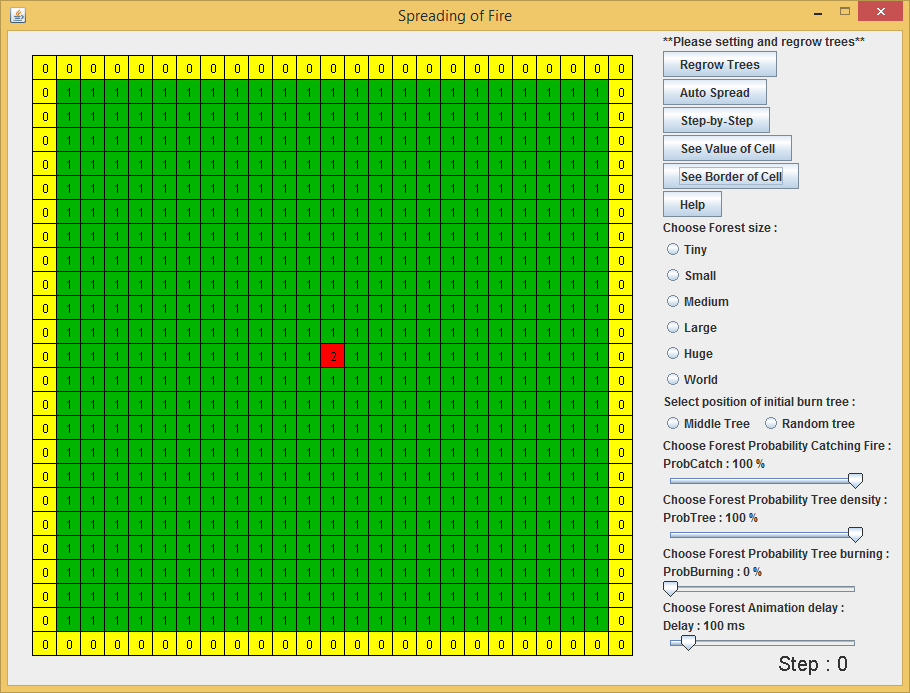 Spreading of Fire
0 0 0 0 0 0 0 0 0 0 0 0 0 0 0 0 0 0 0 0 0 0 0 0 0
0 1 1 1 1 1 1 1 1 1 1 1 1 1 1 1 1 1 1 1 1 1 1 1 0
0 1 1 1 1 1 1 1 1 1 1 1 1 1 1 1 1 1 1 1 1 1 1 1 0
0 1 1 1 1 1 1 1 1 1 1 1 1 1 1 1 1 1 1 1 1 1 1 1 0
0 1 1 1 1 1 1 1 1 1 1 1 1 1 1 1 1 1 1 1 1 1 1 1 0
0 1 1 1 1 1 1 1 1 1 1 1 1 1 1 1 1 1 1 1 1 1 1 1 0
0 1 1 1 1 1 1 1 1 1 1 1 1 1 1 1 1 1 1 1 1 1 1 1 0
0 1 1 1 1 1 1 1 1 1 1 1 1 1 1 1 1 1 1 1 1 1 1 1 0
0 1 1 1 1 1 1 1 1 1 1 1 1 1 1 1 1 1 1 1 1 1 1 1 0
0 1 1 1 1 1 1 1 1 1 1 1 1 1 1 1 1 1 1 1 1 1 1 1 0
0 1 1 1 1 1 1 1 1 1 1 1 1 1 1 1 1 1 1 1 1 1 1 1 0
0 1 1 1 1 1 1 1 1 1 1 1 1 1 1 1 1 1 1 1 1 1 1 1 0
0 1 1 1 1 1 1 1 1 1 1 1 2 1 1 1 1 1 1 1 1 1 1 1 0
0 1 1 1 1 1 1 1 1 1 1 1 1 1 1 1 1 1 1 1 1 1 1 1 0
0 1 1 1 1 1 1 1 1 1 1 1 1 1 1 1 1 1 1 1 1 1 1 1 0
0 1 1 1 1 1 1 1 1 1 1 1 1 1 1 1 1 1 1 1 1 1 1 1 0
0 1 1 1 1 1 1 1 1 1 1 1 1 1 1 1 1 1 1 1 1 1 1 1 0
0 1 1 1 1 1 1 1 1 1 1 1 1 1 1 1 1 1 1 1 1 1 1 1 0
0 1 1 1 1 1 1 1 1 1 1 1 1 1 1 1 1 1 1 1 1 1 1 1 0
0 1 1 1 1 1 1 1 1 1 1 1 1 1 1 1 1 1 1 1 1 1 1 1 0
0 1 1 1 1 1 1 1 1 1 1 1 1 1 1 1 1 1 1 1 1 1 1 1 0
0 1 1 1 1 1 1 1 1 1 1 1 1 1 1 1 1 1 1 1 1 1 1 1 0
0 1 1 1 1 1 1 1 1 1 1 1 1 1 1 1 1 1 1 1 1 1 1 1 0
0 1 1 1 1 1 1 1 1 1 1 1 1 1 1 1 1 1 1 1 1 1 1 1 0
0 0 0 0 0 0 0 0 0 0 0 0 0 0 0 0 0 0 0 0 0 0 0 0 0
**Please setting and regrow trees**
Regrow Trees
Auto Spread
Step-by-Step
See Value of Cell
See Border of Cell
Help
Choose Forest size :
Tiny
Small
Medium
Large
Huge
World
Select position of initial burn tree :
Middle Tree Random tree
Choose Forest Probability Catching Fire :
ProbCatch : 100 %
Choose Forest Probability Tree density :
ProbTree : 100 %
Choose Forest Probability Tree burning :
ProbBurning : 0 %
Choose Forest Animation delay :
Delay : 100 ms
Step : 0